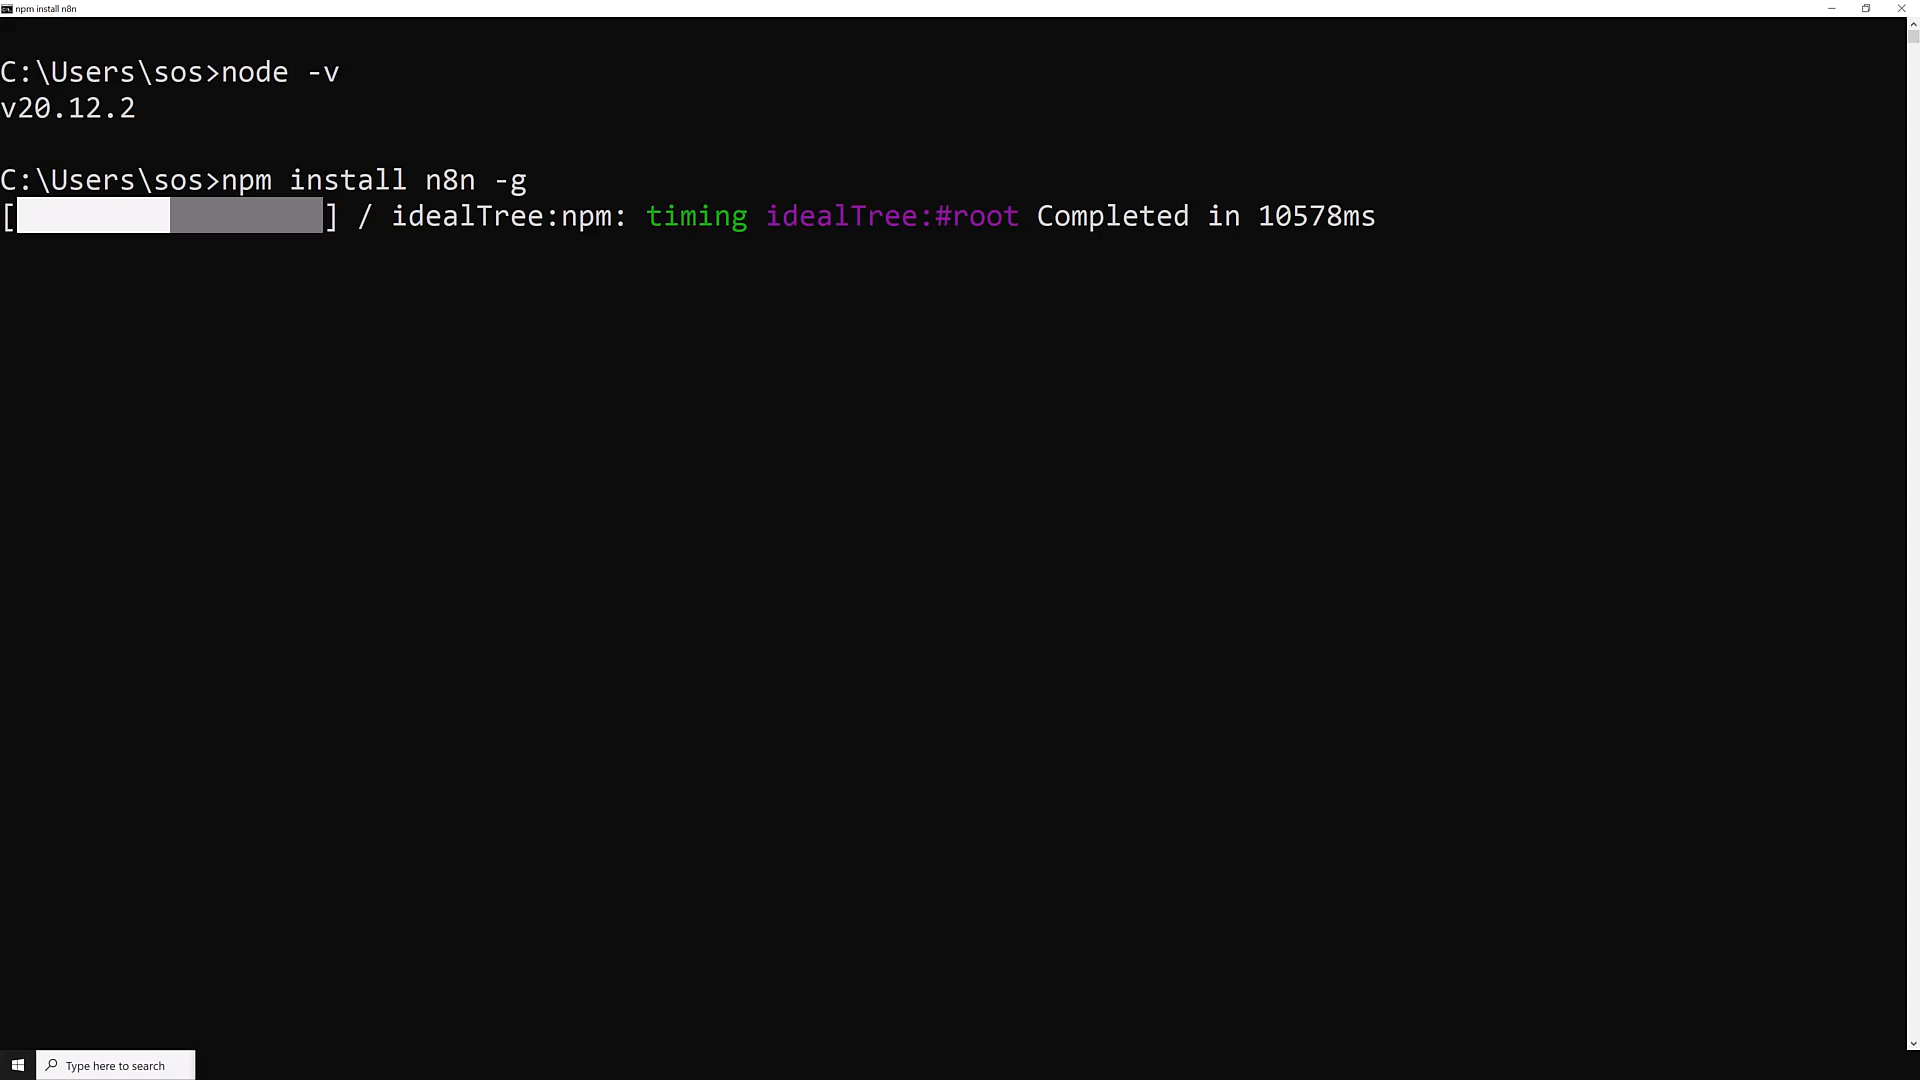 npm install n8n
C:\Users\sos>node -v
v20.12.2
C:\Users\sos>npm install n8n -g
[                  ] / idealTree:npm: timing idealTree:#root Completed in 10578ms
Type here to search